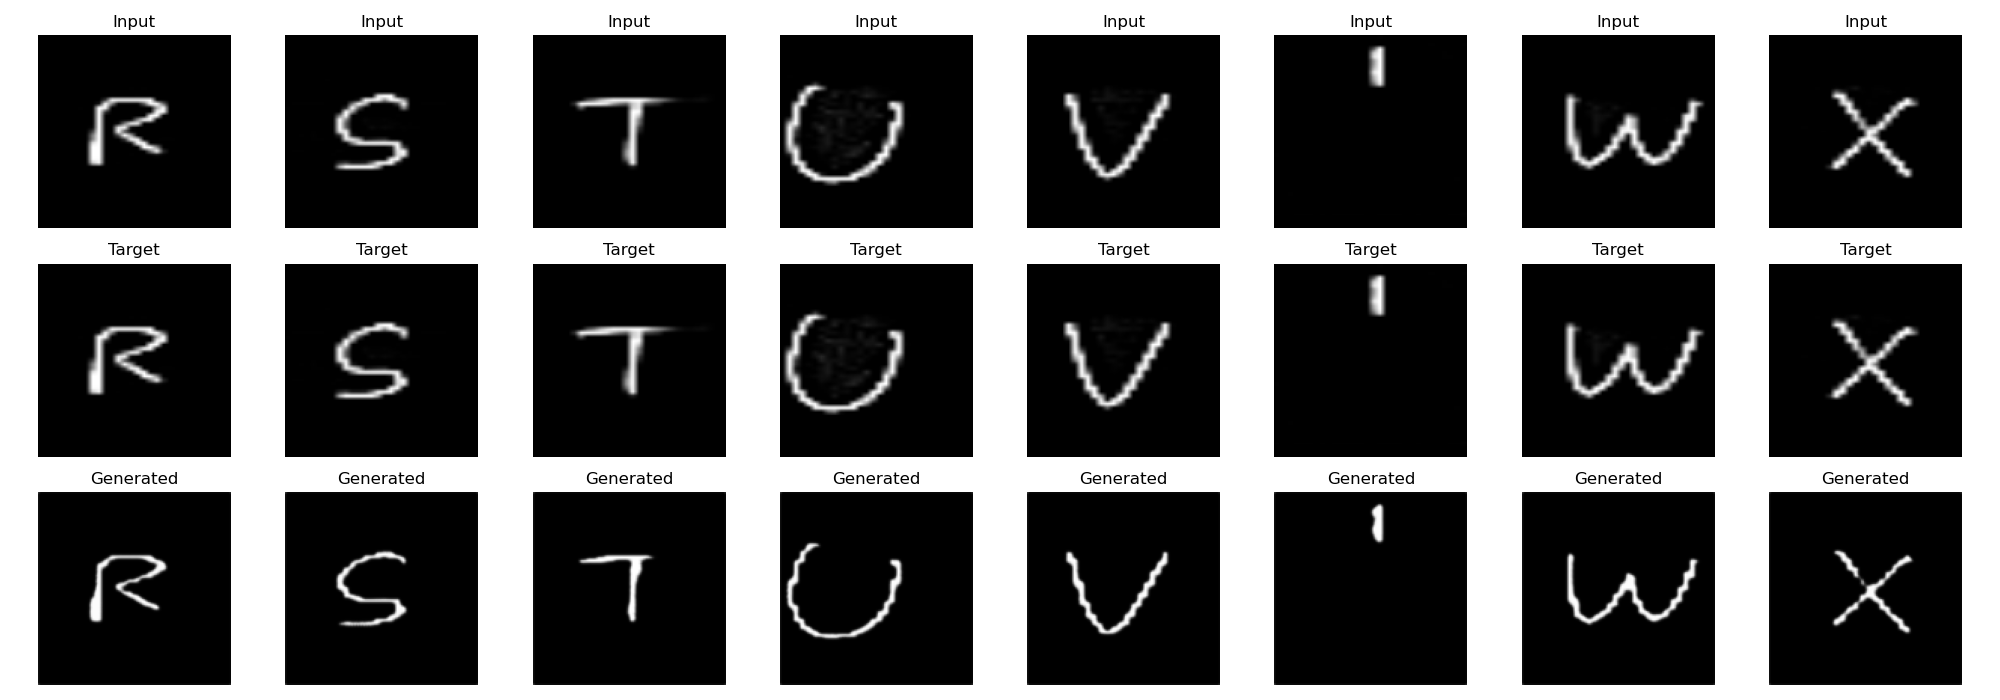 Input Input Input Input Input Input Input Input
R S T U V I W X
Target Target Target Target Target Target Target Target
R S T U V I W X
Generated Generated Generated Generated Generated Generated Generated Generated
R S T U V I W X